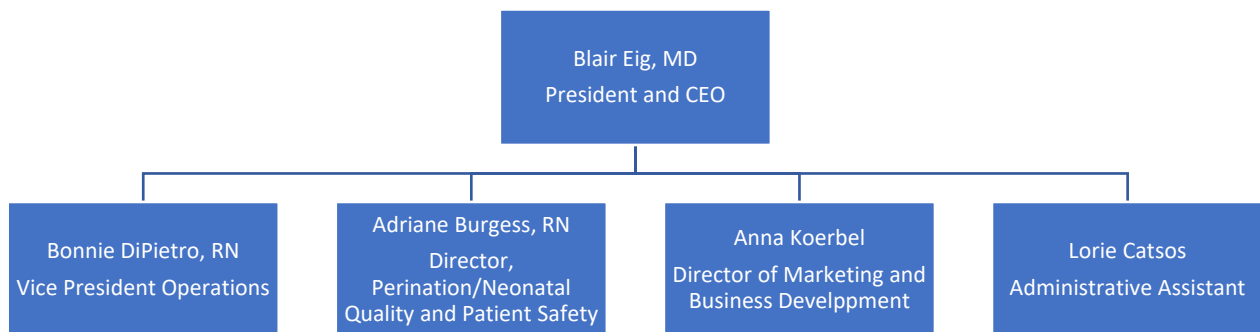 Blair Eig, MD
President and CEO
Bonnie DiPietro, RN
Vice President Operations
Adriane Burgess, RN
Director,
Perination/Neonatal
Quality and Patient Safety
Anna Koerbel
Director of Marketing and
Business Develppment
Lorie Catsos
Administrative Assistant